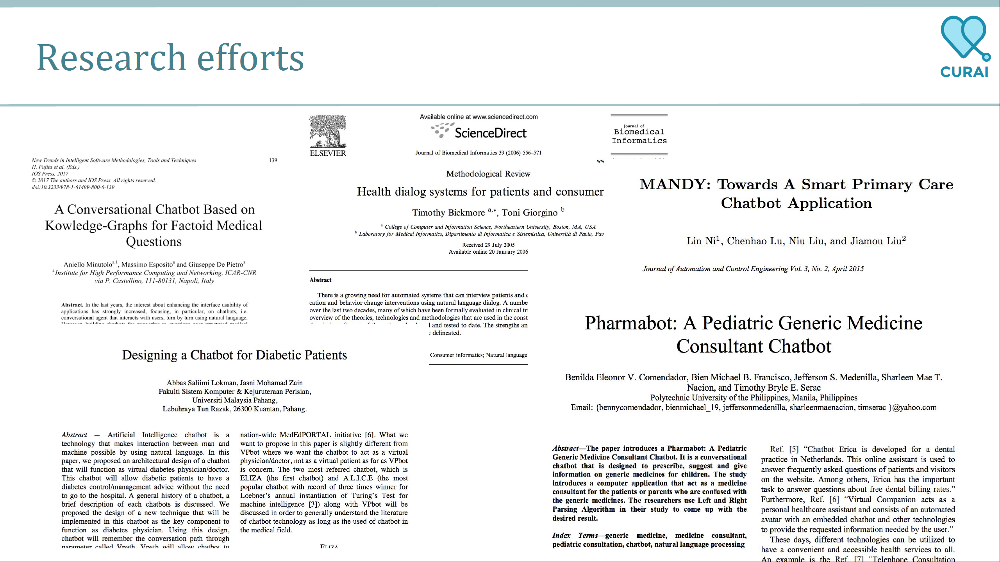 Research efforts
CURAI
New Trends in Intelligent Software Methodologies, Tools and Techniques 139
H. Fujita et al. (Eds.)
IOS Press, 2017
© 2017 The authors and IOS Press. All rights reserved.
doi:10.3233/978-1-61499-800-6-139
A Conversational Chatbot Based on
Kowledge-Graphs for Factoid Medical
Questions
Aniello Minutolo a,1, Massimo Esposito a and Giuseppe De Pietro a
a Institute for High Performance Computing and Networking, ICAR-CNR
via P. Castellino, 111-80131, Napoli, Italy
Abstract. In the last years, the interest about enhancing the interface usability of
applications has strongly increased, focusing, in particular, on chatbots, i.e.
conversational agent that interacts with users, turn by turn using natural language.
ELSEVIER
Available online at www.sciencedirect.com
ScienceDirect
Journal of Biomedical Informatics 39 (2006) 556–571
Journal of
Biomedical
Informatics
ww
Methodological Review
Health dialog systems for patients and consumer
Timothy Bickmore a,*, Toni Giorgino b
a College of Computer and Information Science, Northeastern University, Boston, MA, USA
b Laboratory for Medical Informatics, Dipartimento di Informatica e Sistemistica, Università di Pavia, Pav
Received 29 July 2005
Available online 20 January 2006
Abstract
There is a growing need for automated systems that can interview patients and c
cation and behavior change interventions using natural language dialog. A numbe
over the last two decades, many of which have been formally evaluated in clinical tr
overview of the theories, technologies and methodologies that are used in the const
l and tested to date. The strengths an
delineated.
Consumer informatics; Natural language
MANDY: Towards A Smart Primary Care
Chatbot Application
Lin Ni1, Chenhao Lu, Niu Liu, and Jiamou Liu2
Journal of Automation and Control Engineering Vol. 3, No. 2, April 2015
Pharmabot: A Pediatric Generic Medicine
Consultant Chatbot
Benilda Eleonor V. Comendador, Bien Michael B. Francisco, Jefferson S. Medenilla, Sharleen Mae T.
Nacion, and Timothy Bryle E. Serac
Polytechnic University of the Philippines, Manila, Philippines
Email: {bennycomendador, bienmichael_19, jeffersonmedenilla, sharleenmaenacion, timserac }@yahoo.com
Abstract—The paper introduces a Pharmabot: A Pediatric
Generic Medicine Consultant Chatbot. It is a conversational
chatbot that is designed to prescribe, suggest and give
information on generic medicines for children. The study
introduces a computer application that act as a medicine
consultant for the patients or parents who are confused with
the generic medicines. The researchers use Left and Right
Parsing Algorithm in their study to come up with the
desired result.
Index Terms—generic medicine, medicine consultant,
pediatric consultation, chatbot, natural language processing
Ref. [5] “Chatbot Erica is developed for a dental
practice in Netherlands. This online assistant is used to
answer frequently asked questions of patients and visitors
on the website. Among others, Erica has the important
task to answer questions about free dental billing rates.”
Furthermore, Ref. [6] “Virtual Companion acts as a
personal healthcare assistant and consists of an automated
avatar with an embedded chatbot and other technologies
to provide the requested information needed by the user.”
These days, different technologies can be utilized to
have a convenient and accessible health services to all.
An example is the Ref. [7] “Telephone Consultation
Designing a Chatbot for Diabetic Patients
Abbas Saliimi Lokman, Jasni Mohamad Zain
Fakulti Sistem Komputer & Kejuruteraan Perisian,
Universiti Malaysia Pahang,
Lebuhraya Tun Razak, 26300 Kuantan, Pahang.
Abstract — Artificial Intelligence chatbot is a
technology that makes interaction between man and
machine possible by using natural language. In this
paper, we proposed an architectural design of a chatbot
that will function as virtual diabetes physician/doctor.
This chatbot will allow diabetic patients to have a
diabetes control/management advice without the need
to go to the hospital. A general history of a chatbot, a
brief description of each chatbots is discussed. We
proposed the design of a new technique that will be
implemented in this chatbot as the key component to
function as diabetes physician. Using this design,
chatbot will remember the conversation path through
parameter called Vpath. Vpath will allow chatbot to
nation-wide MedEdPORTAL initiative [6]. What we
want to propose in this paper is slightly different from
VPbot where we want the chatbot to act as a virtual
physician/doctor, not as a virtual patient as far as VPbot
is concern. The two most referred chatbot, which is
ELIZA (the first chatbot) and A.L.I.C.E (the most
popular chatbot with record of three times winner for
Loebner’s annual instantiation of Turing’s Test for
machine intelligence [3]) along with VPbot will be
discussed in order to generally understand the literature
of chatbot technology as long as the used of chatbot in
the medical field.
ELIZA